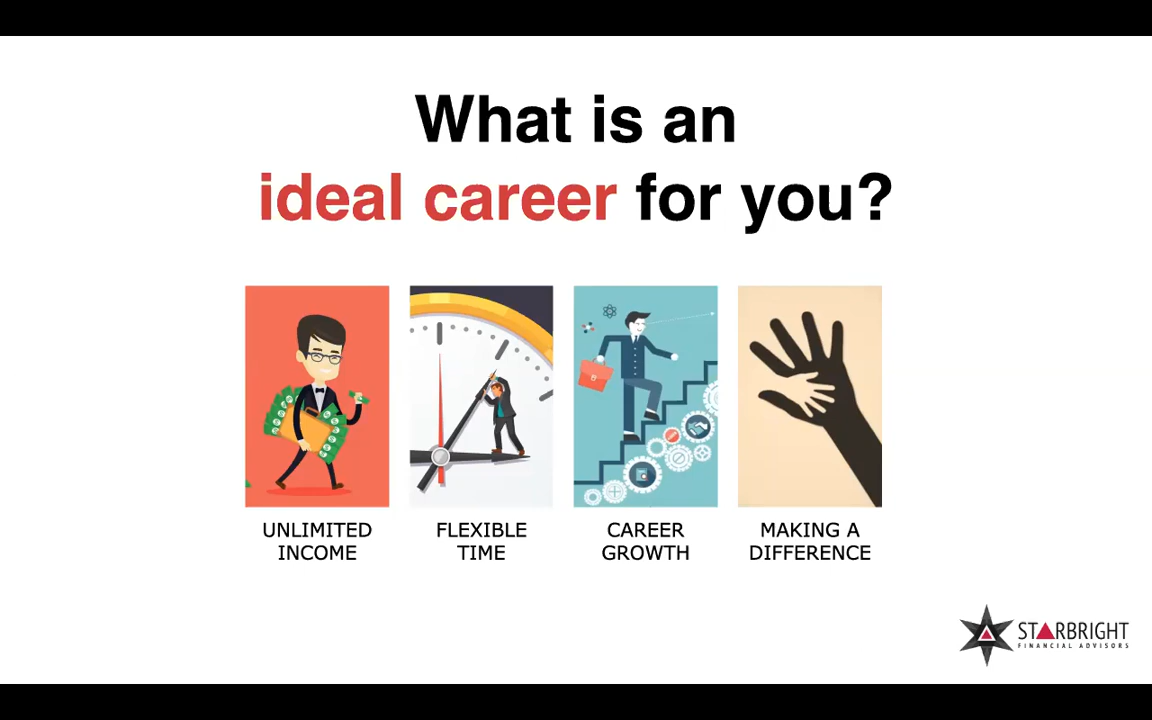 What is an
ideal career for you?
UNLIMITED
INCOME
FLEXIBLE
TIME
CAREER
GROWTH
MAKING A
DIFFERENCE
STARBRIGHT
FINANCIAL ADVISORS